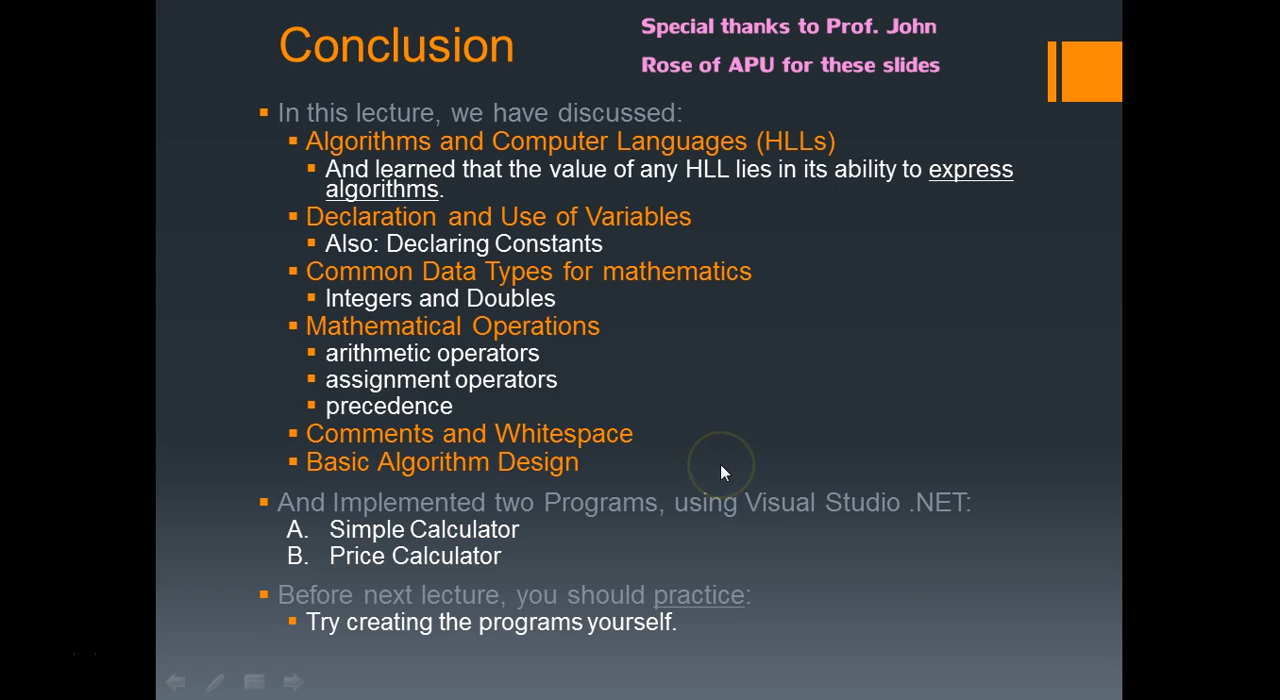 Conclusion
Special thanks to Prof. John
Rose of APU for these slides
In this lecture, we have discussed:
Algorithms and Computer Languages (HLLs)
And learned that the value of any HLL lies in its ability to express
algorithms.
Declaration and Use of Variables
Also: Declaring Constants
Common Data Types for mathematics
Integers and Doubles
Mathematical Operations
arithmetic operators
assignment operators
precedence
Comments and Whitespace
Basic Algorithm Design
And Implemented two Programs, using Visual Studio .NET:
A. Simple Calculator
B. Price Calculator
Before next lecture, you should practice:
Try creating the programs yourself.